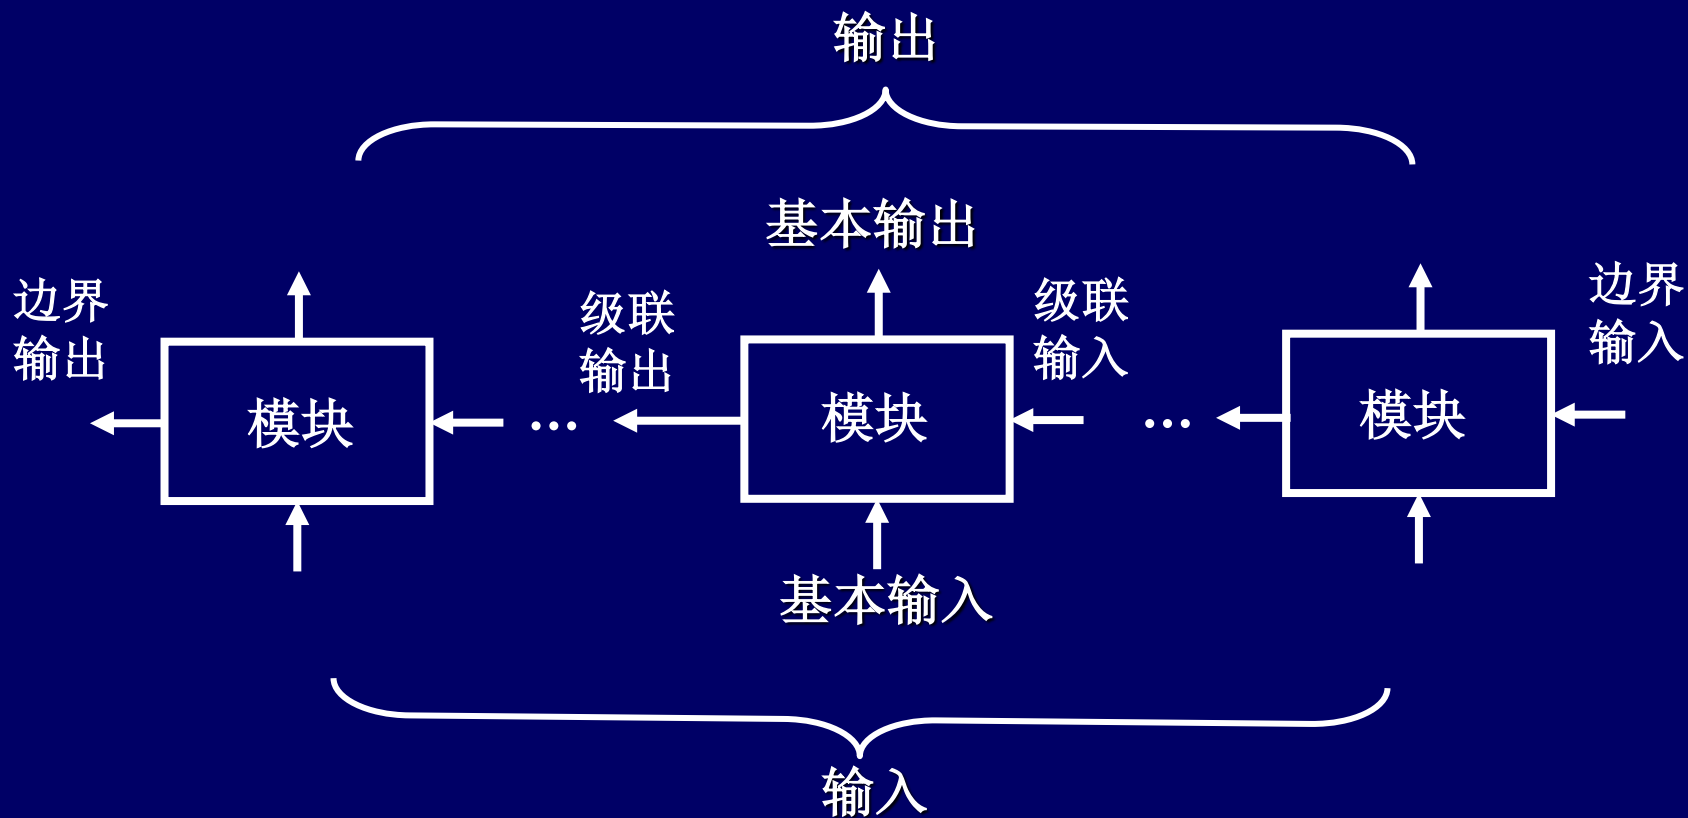 输出
基本输出
边界
输出
级联
输出
级联
输入
边界
输入
模块
…
模块
…
模块
基本输入
输入